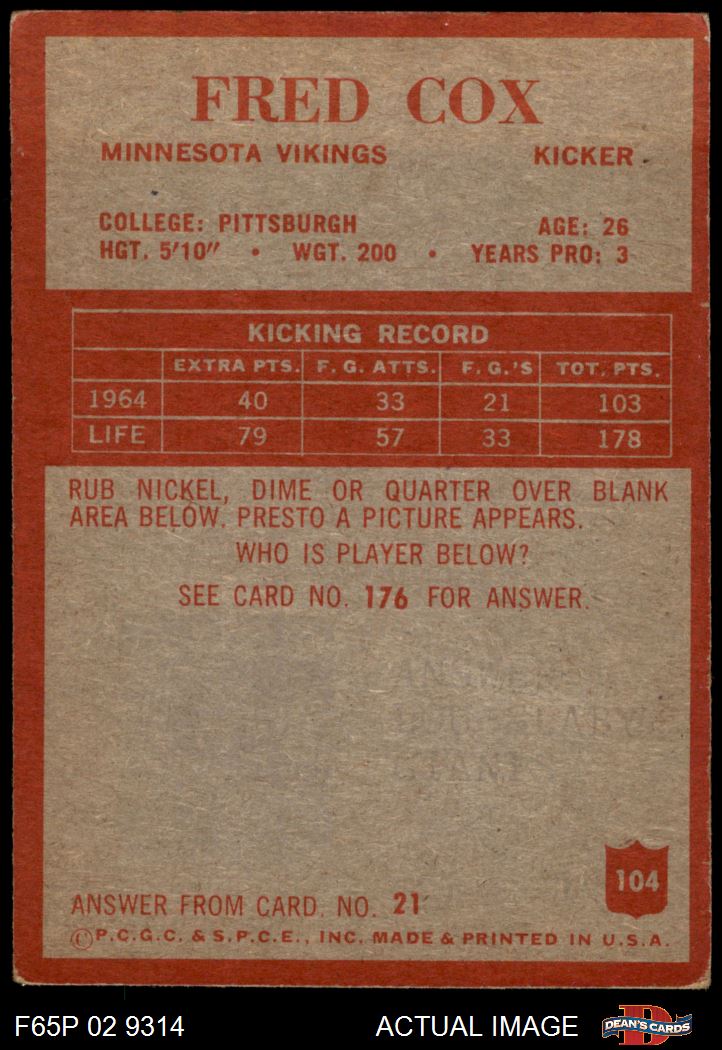 FRED COX
MINNESOTA VIKINGS KICKER
COLLEGE: PITTSBURGH AGE: 26
HGT. 5'10" • WGT. 200 • YEARS PRO: 3
KICKING RECORD
EXTRA PTS. F. G. ATTS. F. G.'S TOT. PTS.
1964 40 33 21 103
LIFE 79 57 33 178
RUB NICKEL, DIME OR QUARTER OVER BLANK
AREA BELOW. PRESTO A PICTURE APPEARS.
WHO IS PLAYER BELOW?
SEE CARD NO. 176 FOR ANSWER.
104
ANSWER FROM CARD. NO. 21
©P.C.G.C. & S.P.C.E., INC. MADE & PRINTED IN U.S.A.
F65P 02 9314 ACTUAL IMAGE D DEAN'S CARDS